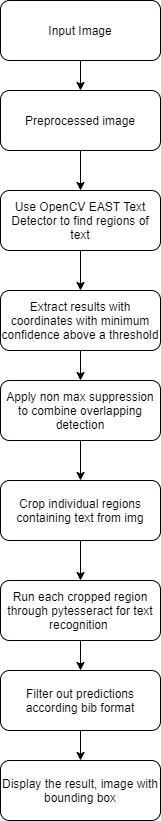 Input Image
Preprocessed image
Use OpenCV EAST Text
Detector to find regions of
text
Extract results with
coordinates with minimum
confidence above a threshold
Apply non max suppression
to combine overlapping
detection
Crop individual regions
containing text from img
Run each cropped region
through pytesseract for text
recognition
Filter out predictions
according bib format
Display the result, image with
bounding box